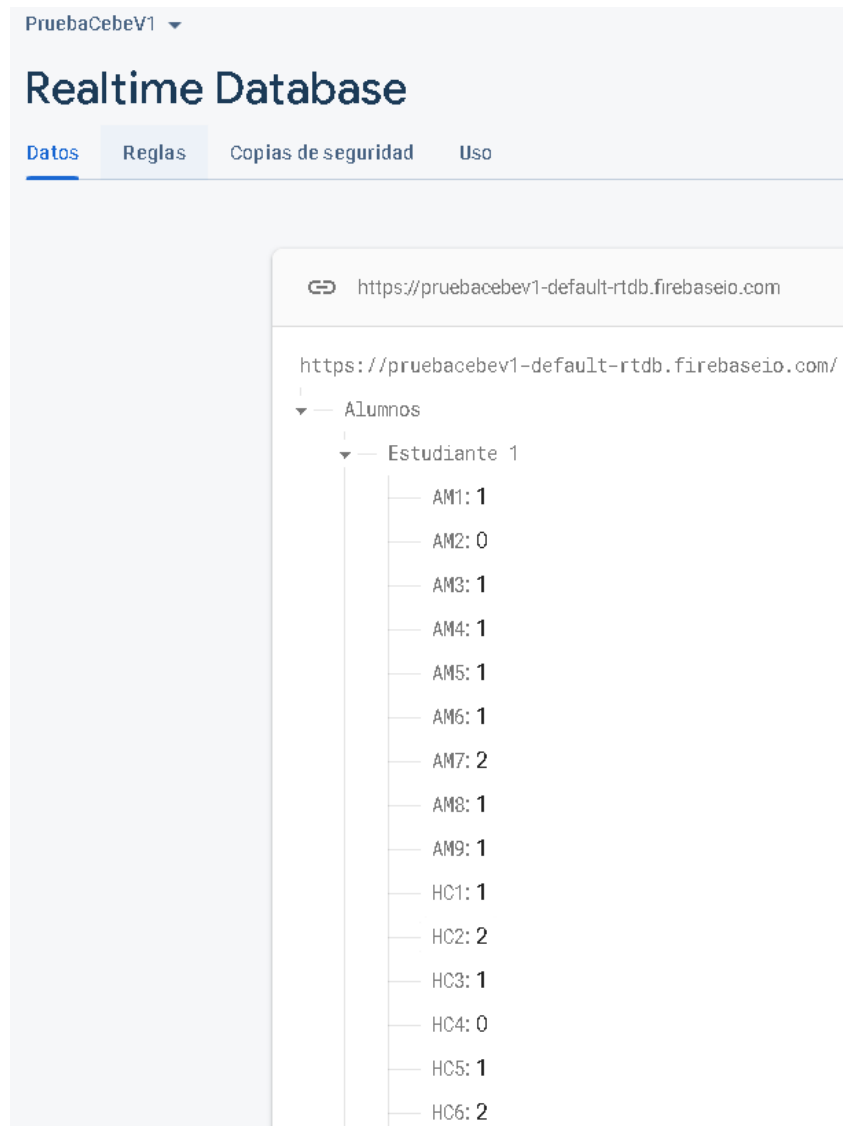 PruebaCebeV1
Realtime Database
Datos Reglas Copias de seguridad Uso
https://pruebacebev1-default-rtdb.firebaseio.com
https://pruebacebev1-default-rtdb.firebaseio.com/
Alumnos
Estudiante 1
AM1: 1
AM2: 0
AM3: 1
AM4: 1
AM5: 1
AM6: 1
AM7: 2
AM8: 1
AM9: 1
HC1: 1
HC2: 2
HC3: 1
HC4: 0
HC5: 1
HC6: 2